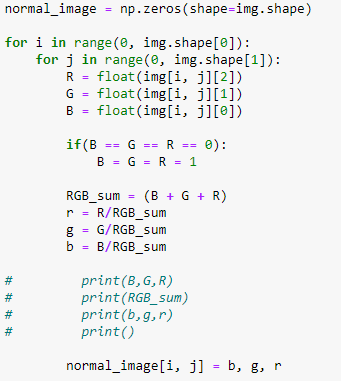 normal_image = np.zeros(shape=img.shape)
for i in range(0, img.shape[0]):
    for j in range(0, img.shape[1]):
        R = float(img[i, j][2])
        G = float(img[i, j][1])
        B = float(img[i, j][0])
        if(B == G == R == 0):
            B = G = R = 1
        RGB_sum = (B + G + R)
        r = R/RGB_sum
        g = G/RGB_sum
        b = B/RGB_sum
#         print(B,G,R)
#         print(RGB_sum)
#         print(b,g,r)
#         print()
        normal_image[i, j] = b, g, r